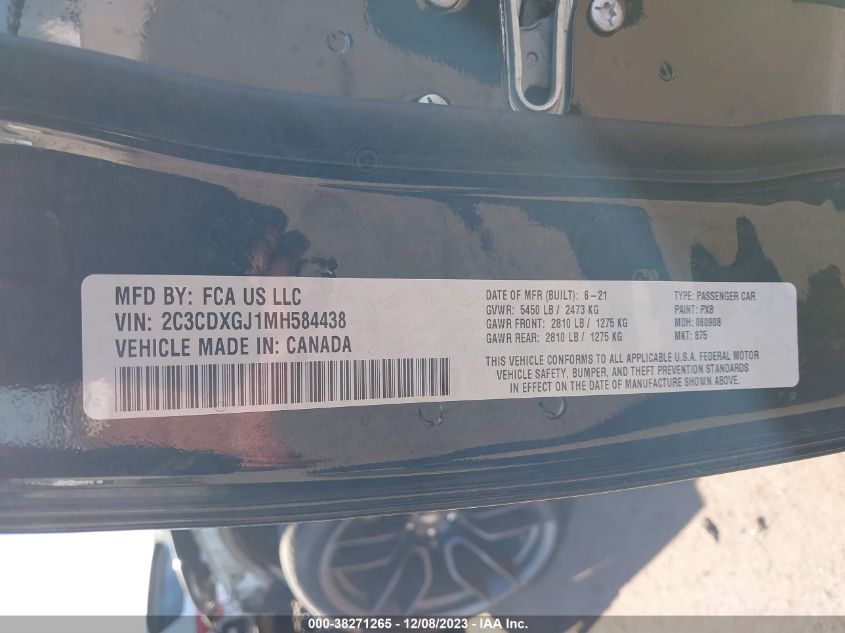 MFD BY: FCA US LLC
VIN: 2C3CDXGJ1MH584438
VEHICLE MADE IN: CANADA
DATE OF MFR (BUILT): 6-21
GVWR: 5450 LB / 2473 KG
GAWR FRONT: 2810 LB / 1275 KG
GAWR REAR: 2810 LB / 1275 KG
TYPE: PASSENGER CAR
PAINT: PX8
MDH: 060908
MKT: 875
THIS VEHICLE CONFORMS TO ALL APPLICABLE U.S.A. FEDERAL MOTOR
VEHICLE SAFETY, BUMPER, AND THEFT PREVENTION STANDARDS
IN EFFECT ON THE DATE OF MANUFACTURE SHOWN ABOVE.
000-38271265 - 12/08/2023 - IAA Inc.